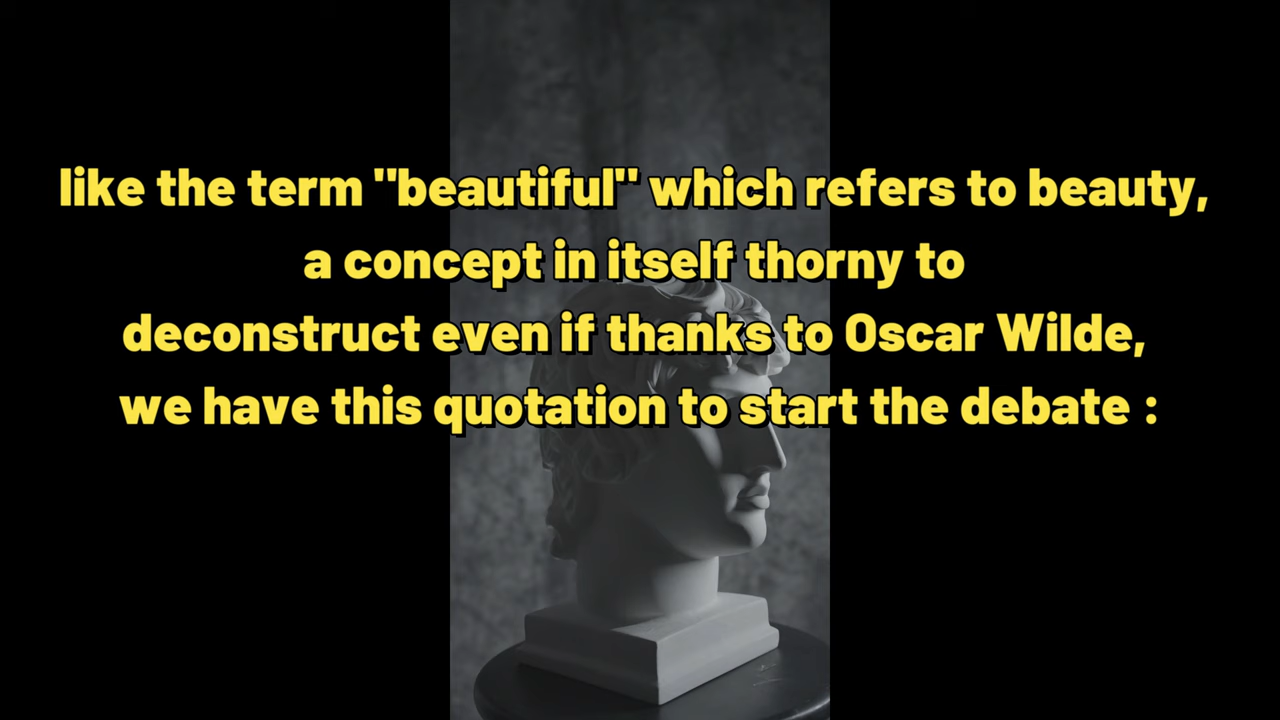 like the term "beautiful" which refers to beauty,
a concept in itself thorny to
deconstruct even if thanks to Oscar Wilde,
we have this quotation to start the debate :